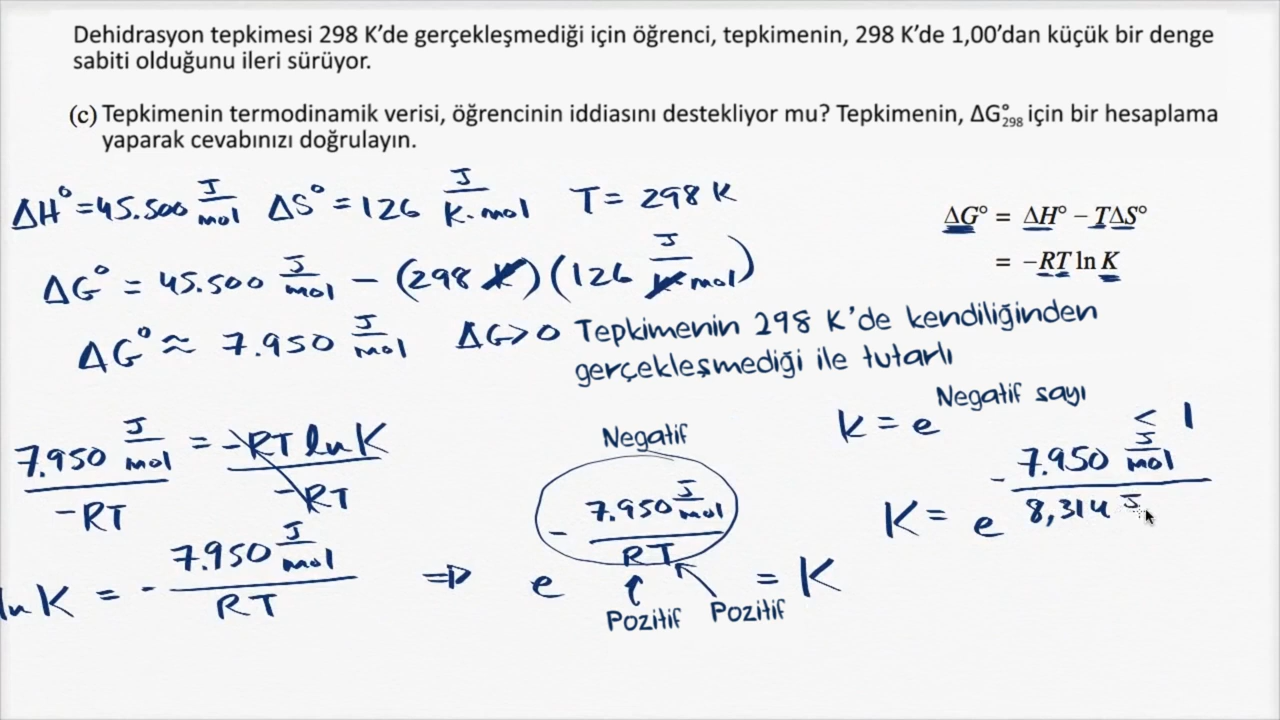 Dehidrasyon tepkimesi 298 K’de gerçekleşmediği için öğrenci, tepkimenin, 298 K’de 1,00’dan küçük bir denge
sabiti olduğunu ileri sürüyor.
(c) Tepkimenin termodinamik verisi, öğrencinin iddiasını destekliyor mu? Tepkimenin, ΔG°298 için bir hesaplama
yaparak cevabınızı doğrulayın.
ΔH° = 45.500 J/mol ΔS° = 126 J/K·mol T = 298 K
ΔG° = ΔH° − TΔS°
= −RT ln K
ΔG° = 45.500 J/mol − (298 K)(126 J/K mol)
ΔG° ≈ 7.950 J/mol ΔG>0 Tepkimenin 298 K'de kendiliğinden
gerçekleşmediği ile tutarlı
K = e Negatif sayı < 1
7.950 J/mol / −RT = −RT ln K / −RT
Negatif
K = e − 7.950 J/mol / 8,314 J
ln K = − 7.950 J/mol / RT ⇒ e − 7.950 J/mol / RT = K
Pozitif Pozitif